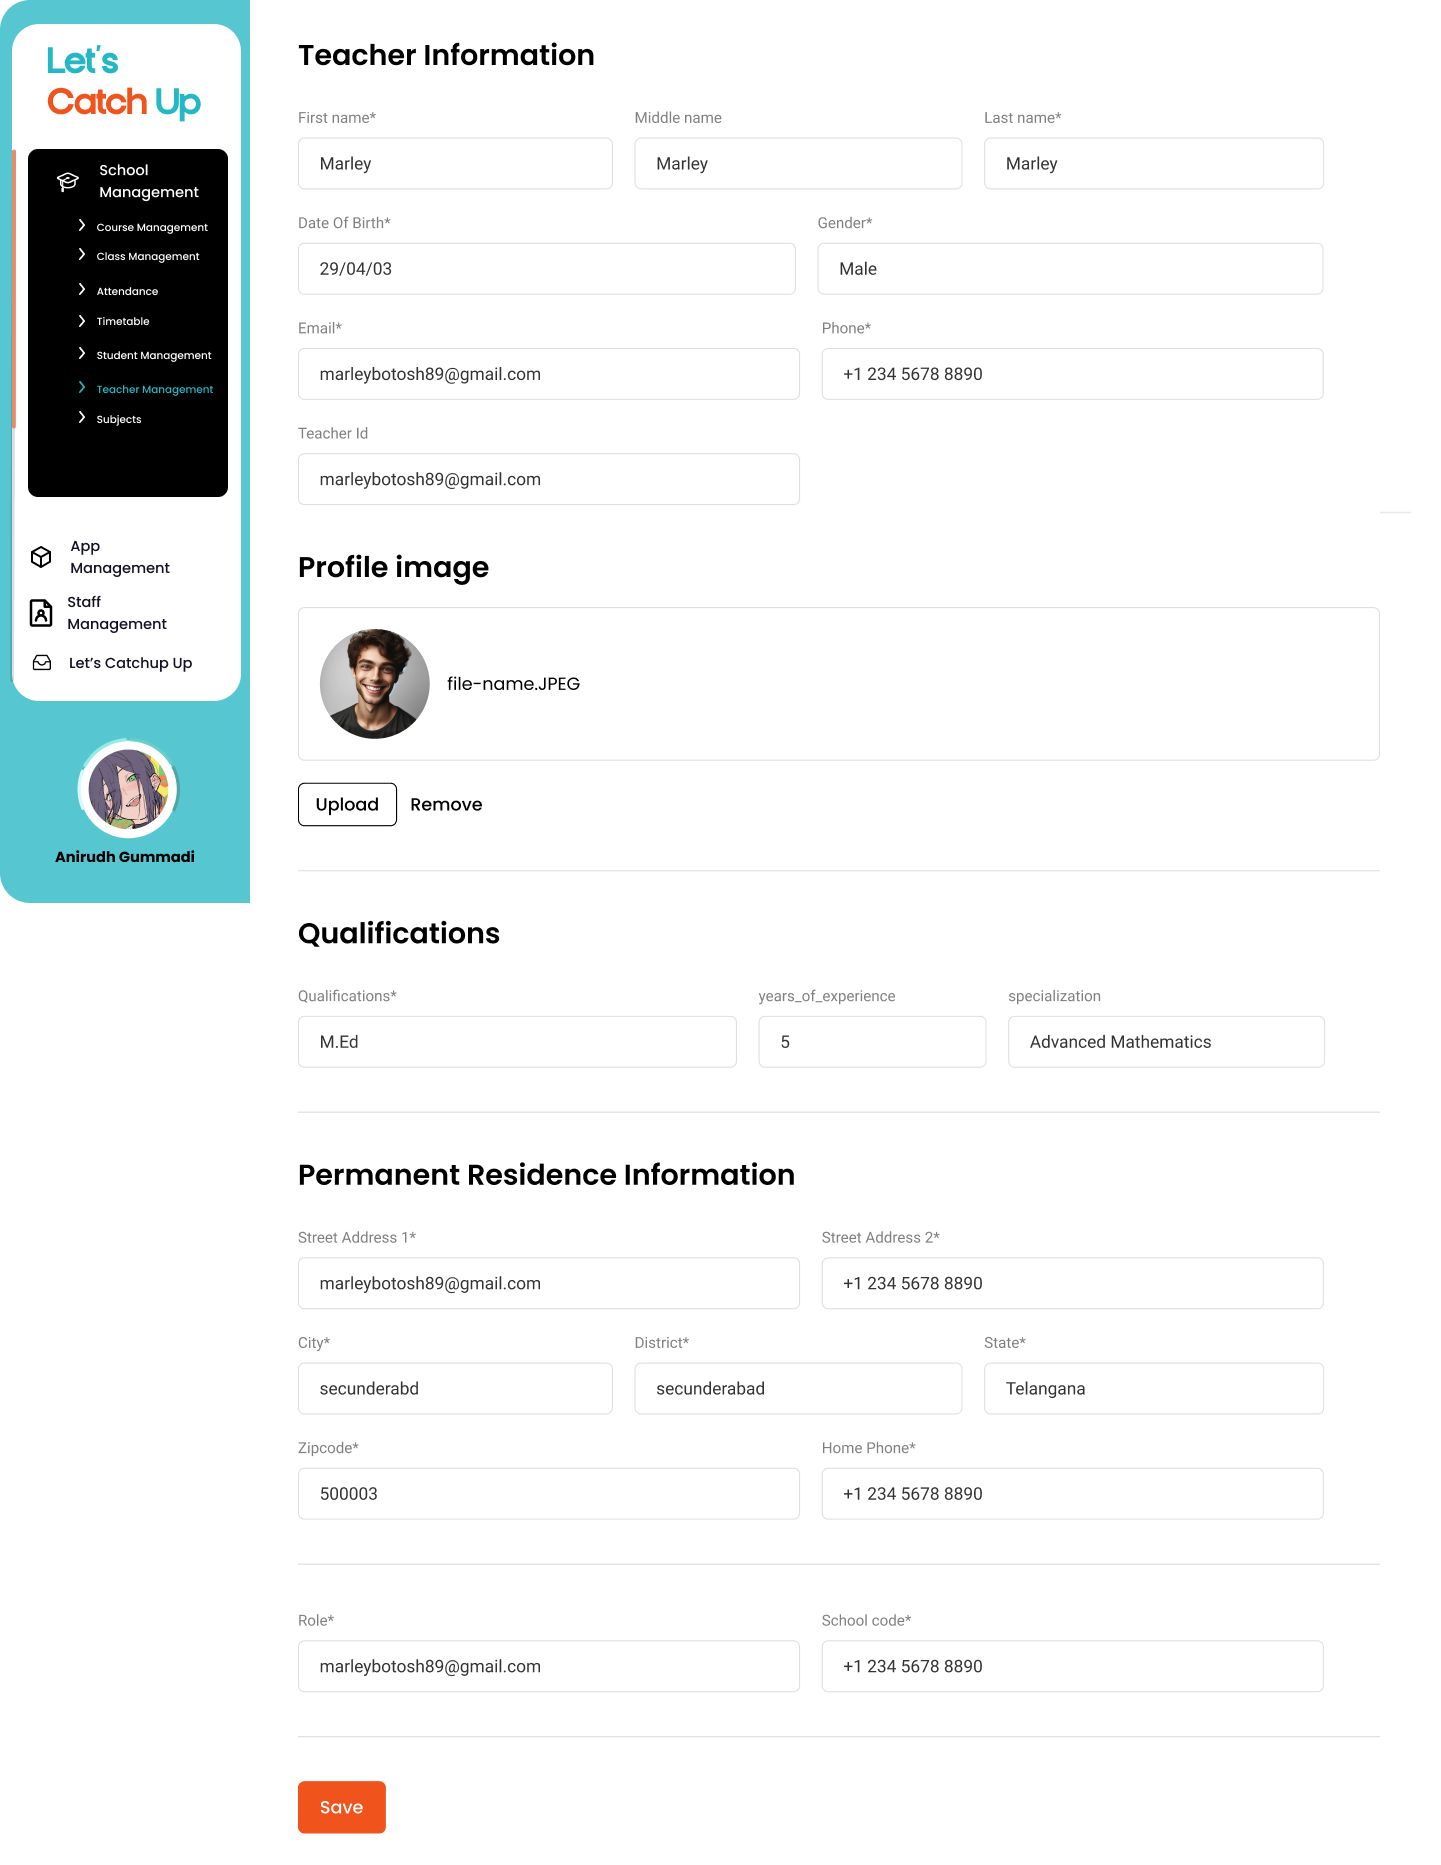 Let's
Catch Up
School
Management
Course Management
Class Management
Attendance
Timetable
Student Management
Teacher Management
Subjects
App
Management
Staff
Management
Let's Catchup Up
Anirudh Gummadi
Teacher Information
First name* Middle name Last name*
Marley Marley Marley
Date Of Birth* Gender*
29/04/03 Male
Email* Phone*
marleybotosh89@gmail.com +1 234 5678 8890
Teacher Id
marleybotosh89@gmail.com
Profile image
file-name.JPEG
Upload Remove
Qualifications
Qualifications* years_of_experience specialization
M.Ed 5 Advanced Mathematics
Permanent Residence Information
Street Address 1* Street Address 2*
marleybotosh89@gmail.com +1 234 5678 8890
City* District* State*
secunderabd secunderabad Telangana
Zipcode* Home Phone*
500003 +1 234 5678 8890
Role* School code*
marleybotosh89@gmail.com +1 234 5678 8890
Save